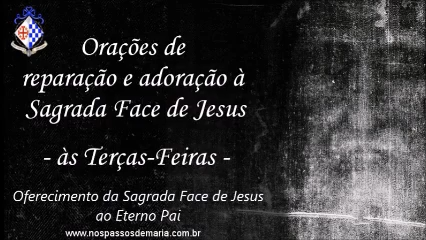 Orações de
reparação e adoração à
Sagrada Face de Jesus
- às Terças-Feiras -
Oferecimento da Sagrada Face de Jesus
ao Eterno Pai
www.nospassosdemaria.com.br